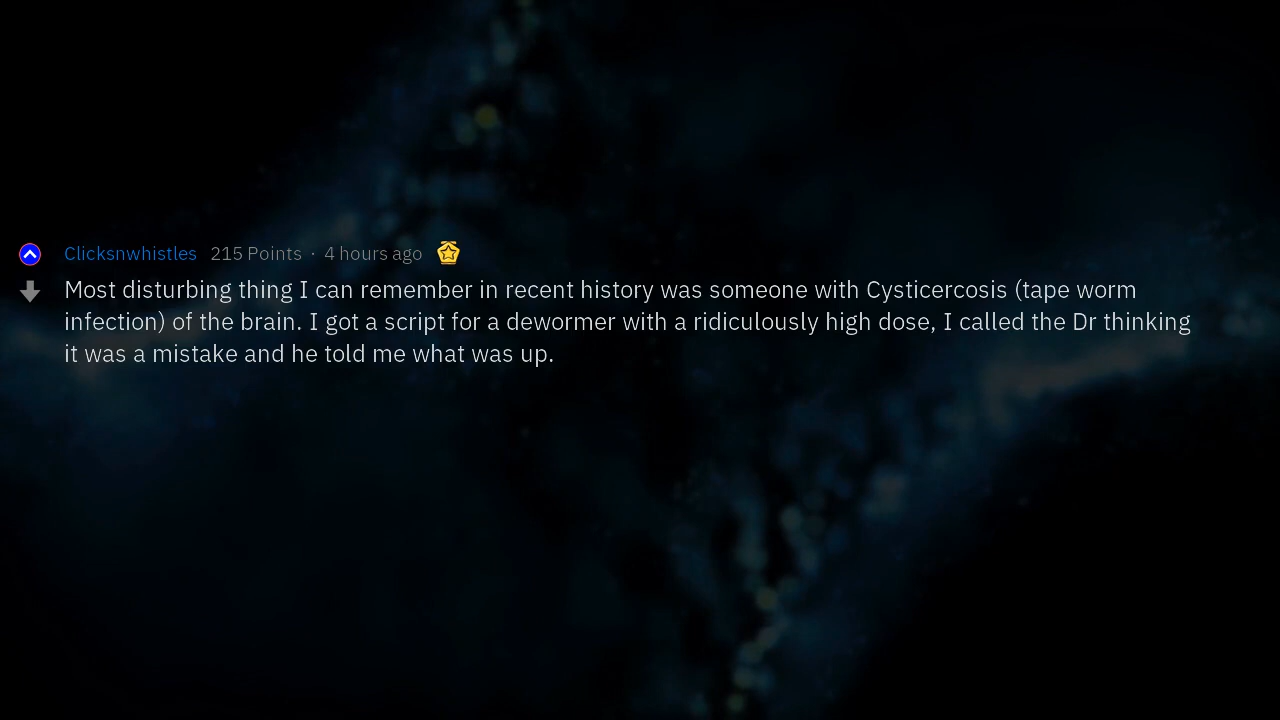 Clicksnwhistles 215 Points · 4 hours ago
Most disturbing thing I can remember in recent history was someone with Cysticercosis (tape worm
infection) of the brain. I got a script for a dewormer with a ridiculously high dose, I called the Dr thinking
it was a mistake and he told me what was up.